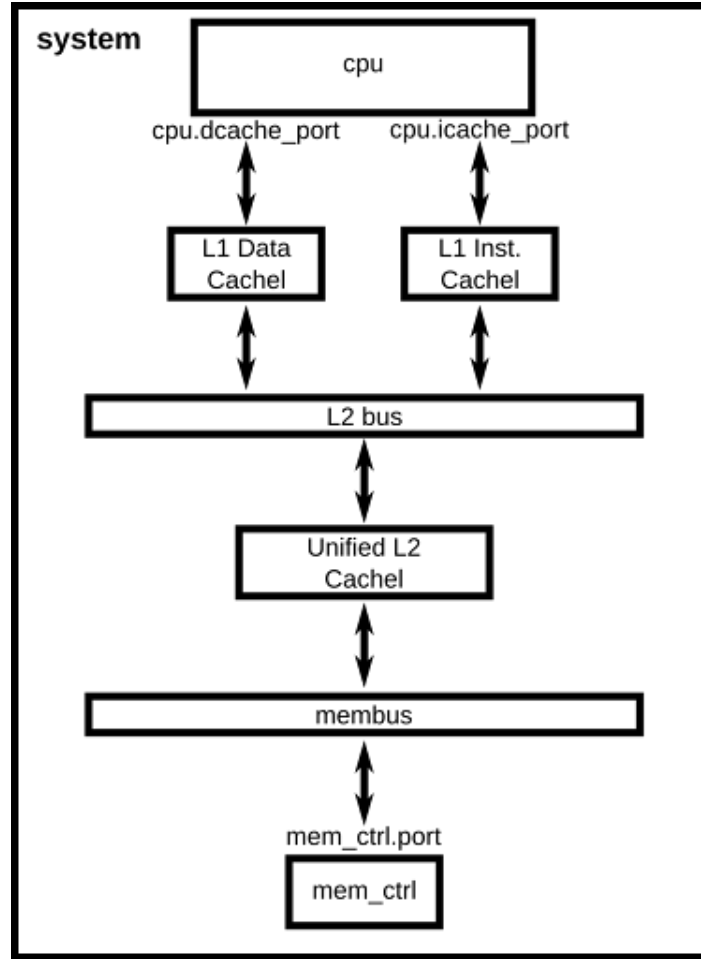 system
cpu
cpu.dcache_port
cpu.icache_port
L1 Data
Cachel
L1 Inst.
Cachel
L2 bus
Unified L2
Cachel
membus
mem_ctrl.port
mem_ctrl